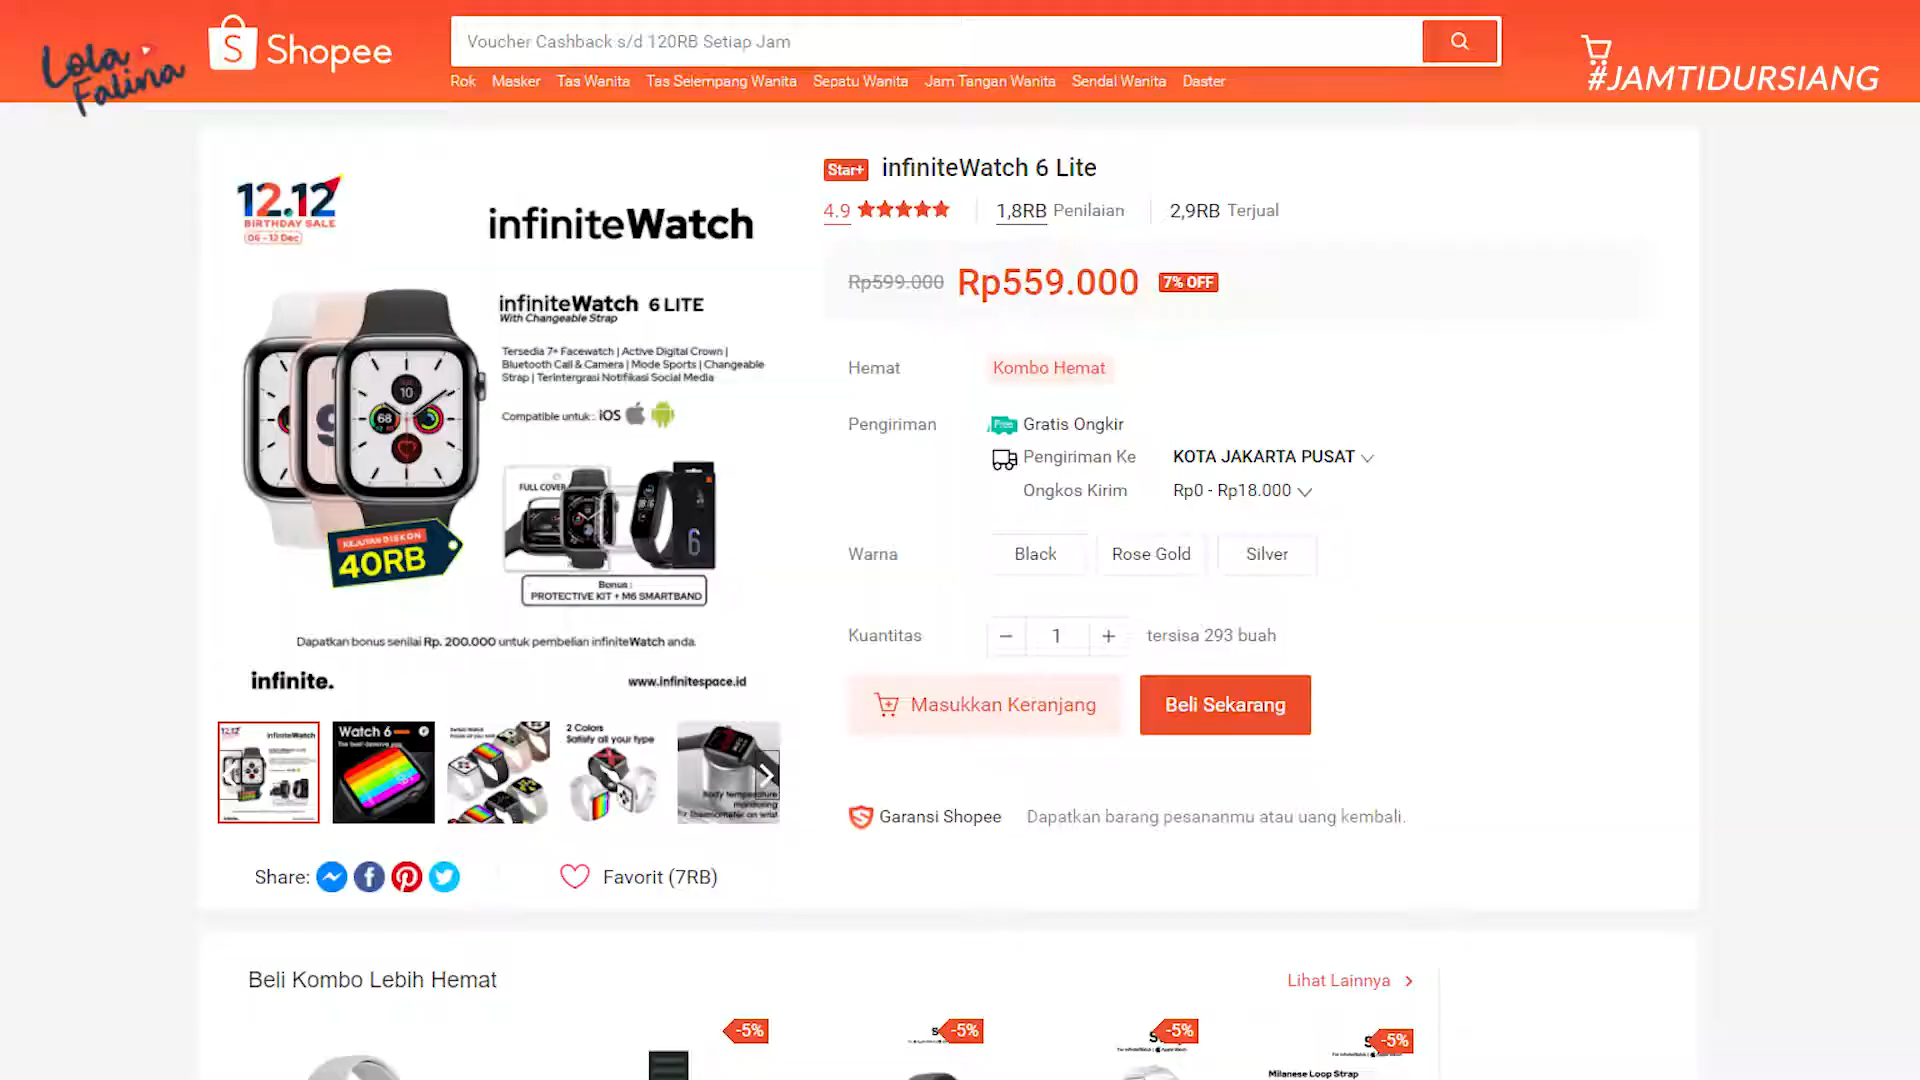 Lola Falina
Shopee
Voucher Cashback s/d 120RB Setiap Jam
Rok Masker Tas Wanita Tas Selempang Wanita Sepatu Wanita Jam Tangan Wanita Sendal Wanita Daster
#JAMTIDURSIANG
12.12
BIRTHDAY SALE
06 - 12 Dec
infiniteWatch
infiniteWatch 6 LITE
With Changeable Strap
Tersedia 7+ Facewatch | Active Digital Crown |
Bluetooth Call & Camera | Mode Sports | Changeable
Strap | Terintergrasi Notifikasi Social Media
Compatible untuk : iOS
10
68
KEJUTAN DISKON
40RB
FULL COVER
6
Bonus :
PROTECTIVE KIT + M6 SMARTBAND
Dapatkan bonus senilai Rp. 200.000 untuk pembelian infiniteWatch anda.
infinite.
www.infinitespace.id
Watch 6
2 Colors
Satisfy all your type
Body temperature
monitoring
Share:
Favorit (7RB)
Star+ infiniteWatch 6 Lite
4.9 1,8RB Penilaian 2,9RB Terjual
Rp599.000 Rp559.000 7% OFF
Hemat Kombo Hemat
Pengiriman Free Gratis Ongkir
Pengiriman Ke KOTA JAKARTA PUSAT
Ongkos Kirim Rp0 - Rp18.000
Warna Black Rose Gold Silver
Kuantitas − 1 + tersisa 293 buah
Masukkan Keranjang Beli Sekarang
Garansi Shopee Dapatkan barang pesananmu atau uang kembali.
Beli Kombo Lebih Hemat Lihat Lainnya
-5% -5% -5% -5%
Milanese Loop Strap